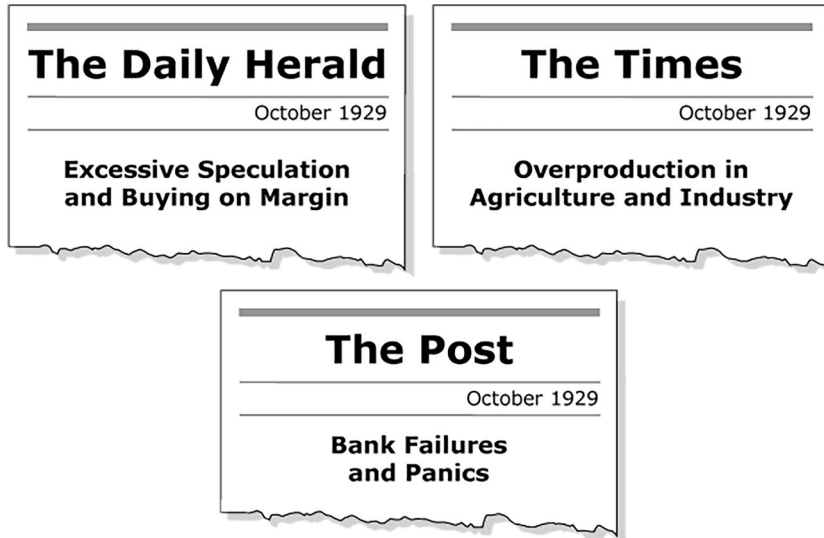 The Daily Herald
October 1929
Excessive Speculation
and Buying on Margin
The Times
October 1929
Overproduction in
Agriculture and Industry
The Post
October 1929
Bank Failures
and Panics